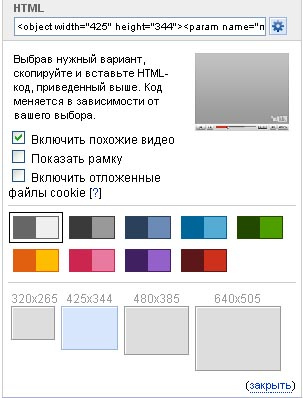 HTML
<object width="425" height="344"><param name="
Выбрав нужный вариант,
скопируйте и вставьте HTML-
код, приведенный выше. Код
меняется в зависимости от
вашего выбора.
Включить похожие видео
Показать рамку
Включить отложенные
файлы cookie [?]
320x265 425x344 480x385 640x505
(закрыть)